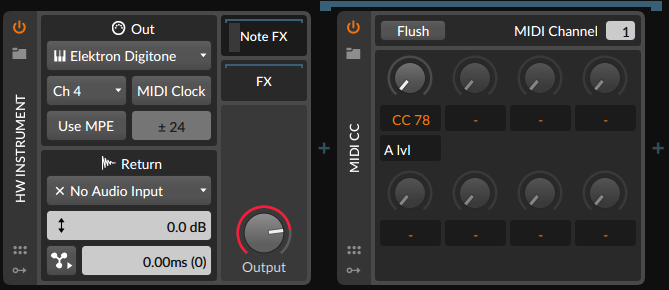 HW INSTRUMENT
Out
Elektron Digitone
Ch 4
MIDI Clock
Use MPE
± 24
Return
× No Audio Input
0.0 dB
0.00ms (0)
Note FX
FX
Output
+
MIDI CC
Flush
MIDI Channel
1
CC 78
-
-
-
A lvl
-
-
-
-
+